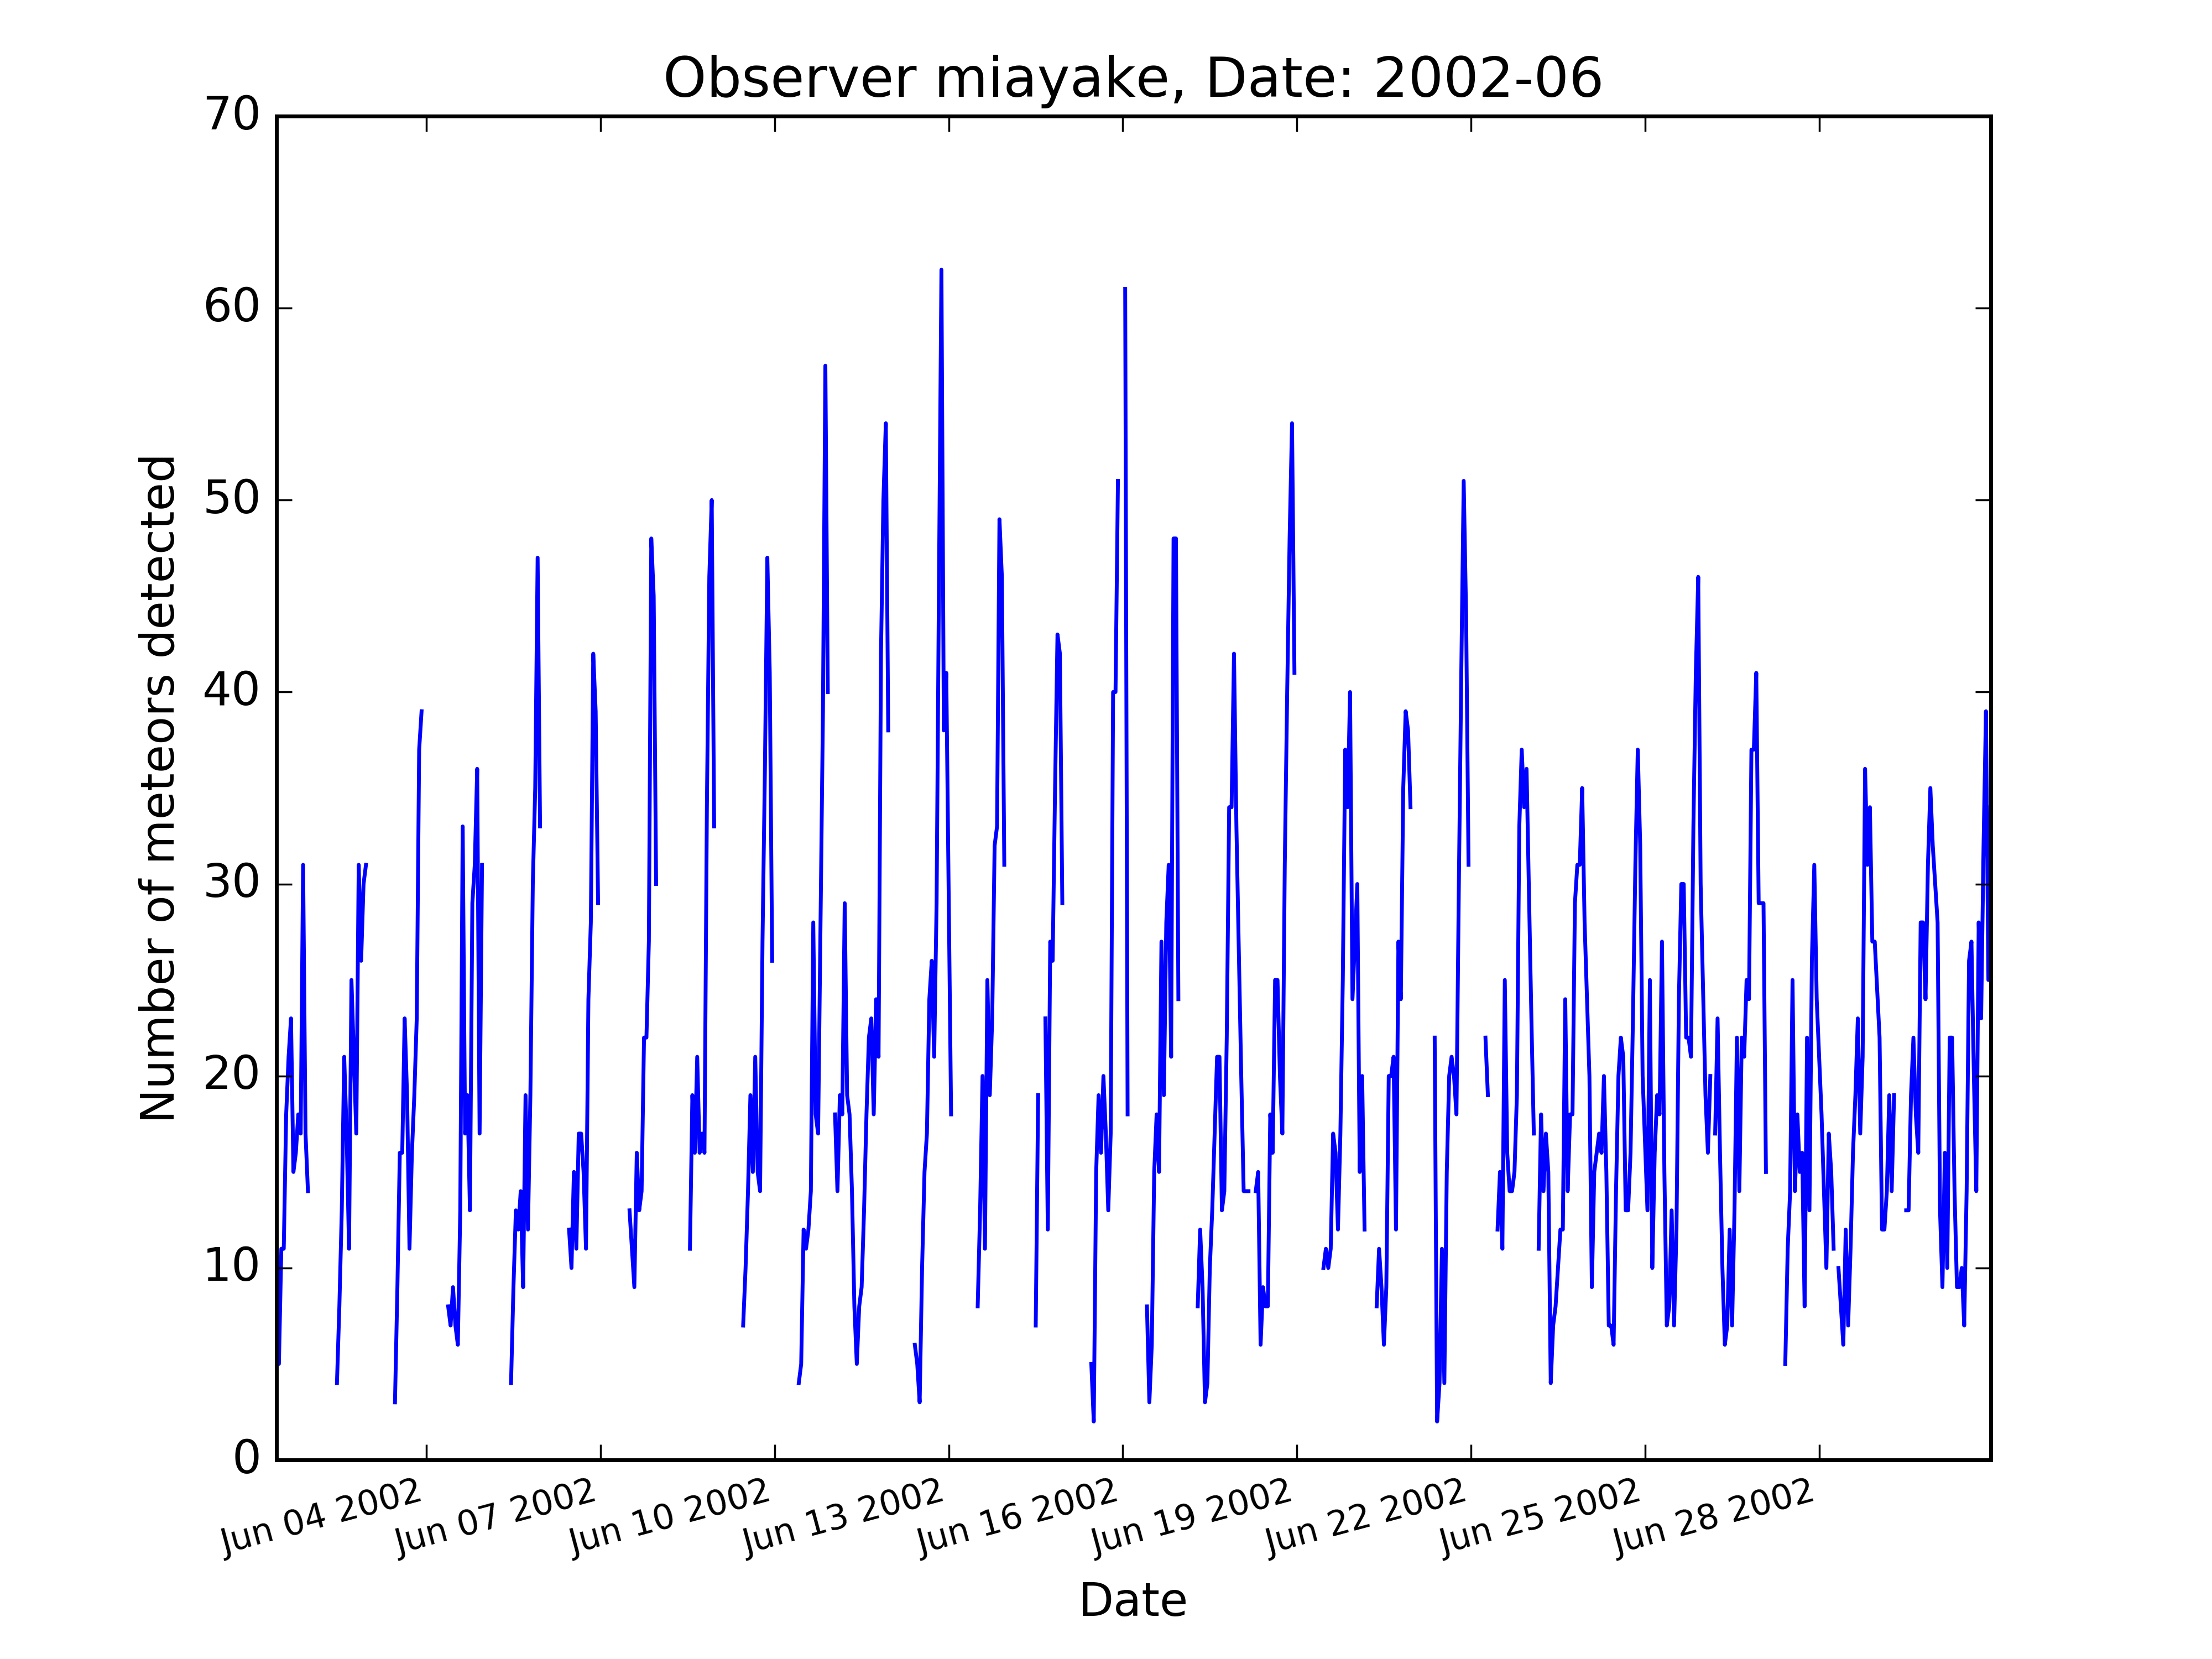 Observer miayake, Date: 2002-06
70
60
50
40
30
20
10
0
Number of meteors detected
Jun 04 2002
Jun 07 2002
Jun 10 2002
Jun 13 2002
Jun 16 2002
Jun 19 2002
Jun 22 2002
Jun 25 2002
Jun 28 2002
Date